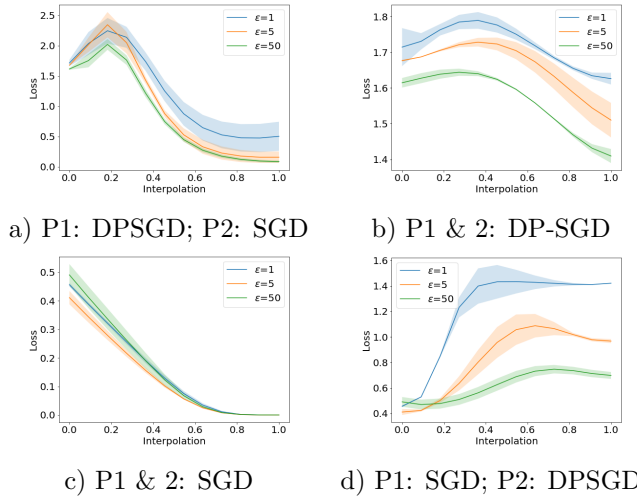 2.5
2.0
1.5
1.0
0.5
0.0
Loss
ε=1
ε=5
ε=50
0.0 0.2 0.4 0.6 0.8 1.0
Interpolation
a) P1: DPSGD; P2: SGD
1.8
1.7
1.6
1.5
1.4
Loss
ε=1
ε=5
ε=50
0.0 0.2 0.4 0.6 0.8 1.0
Interpolation
b) P1 & 2: DP-SGD
0.5
0.4
0.3
0.2
0.1
0.0
Loss
ε=1
ε=5
ε=50
0.0 0.2 0.4 0.6 0.8 1.0
Interpolation
c) P1 & 2: SGD
1.6
1.4
1.2
1.0
0.8
0.6
0.4
Loss
ε=1
ε=5
ε=50
0.0 0.2 0.4 0.6 0.8 1.0
Interpolation
d) P1: SGD; P2: DPSGD